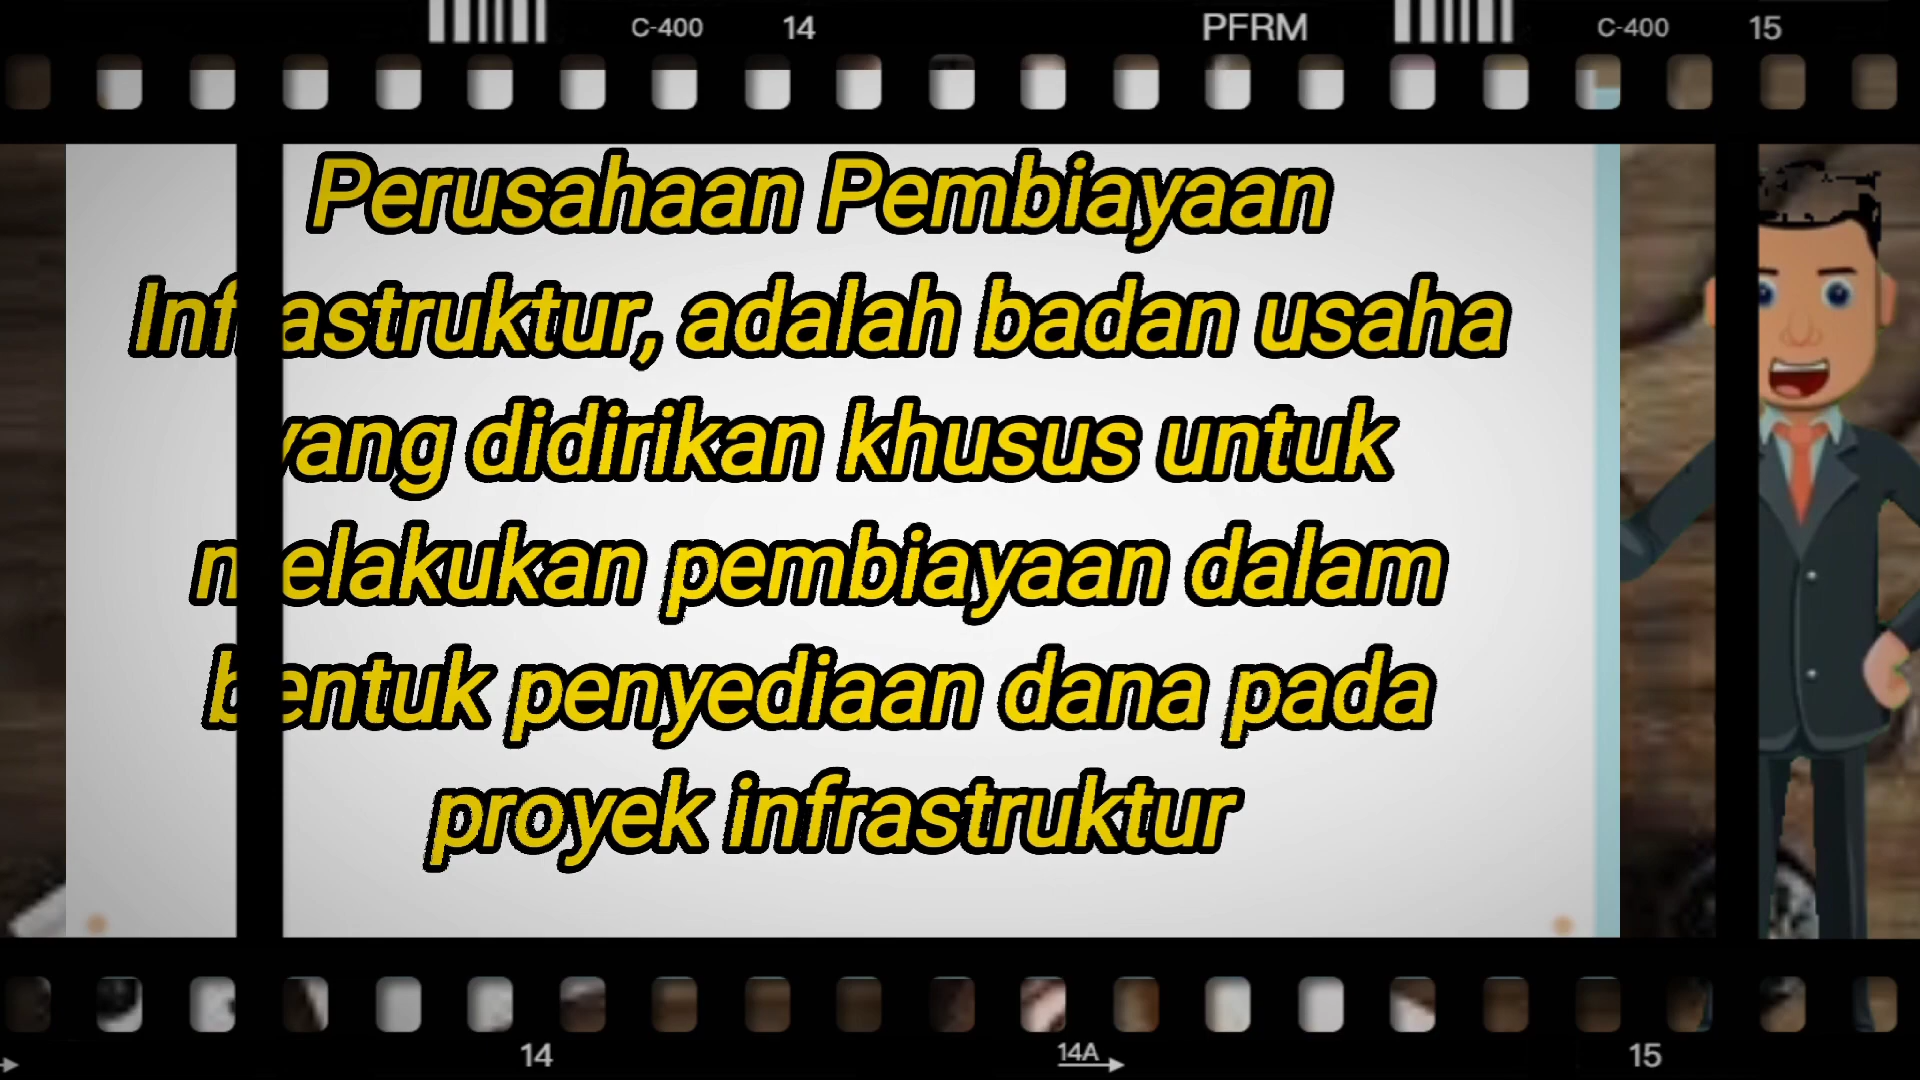 C-400 14 PFRM C-400 15
Perusahaan Pembiayaan
Infrastruktur, adalah badan usaha
yang didirikan khusus untuk
melakukan pembiayaan dalam
bentuk penyediaan dana pada
proyek infrastruktur
14 14A 15